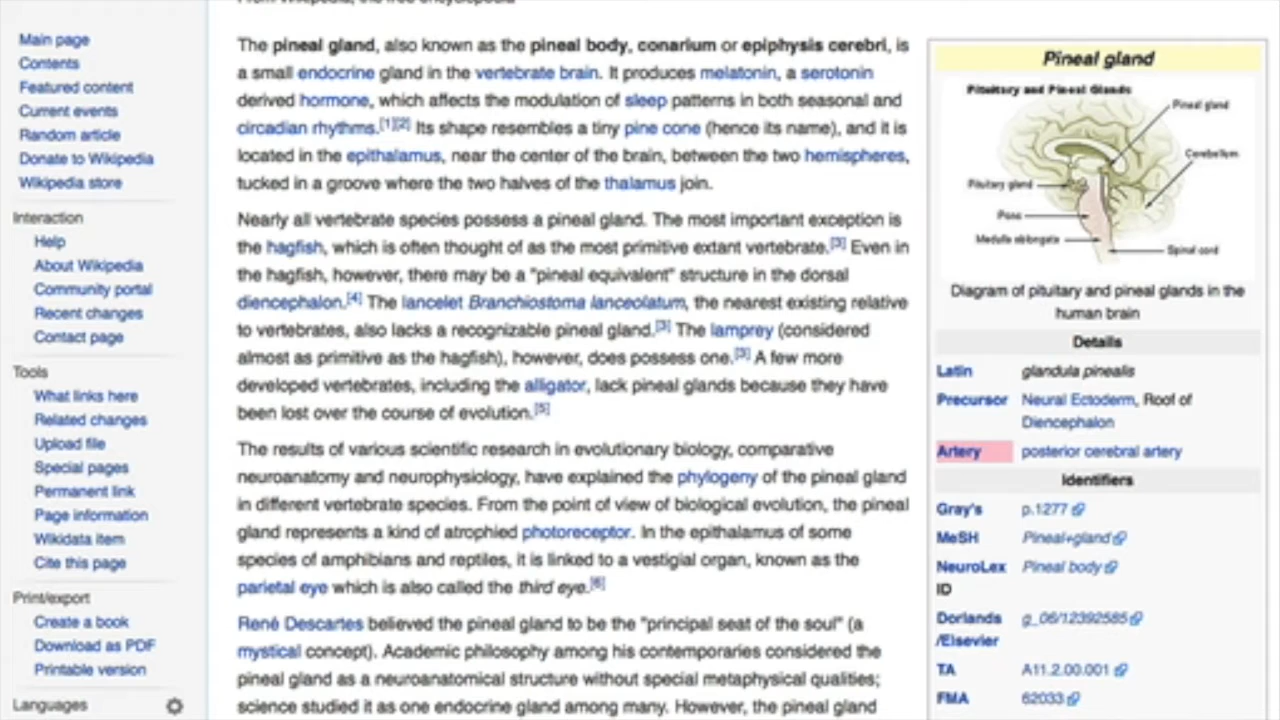 Main page
Contents
Featured content
Current events
Random article
Donate to Wikipedia
Wikipedia store
Interaction
Help
About Wikipedia
Community portal
Recent changes
Contact page
Tools
What links here
Related changes
Upload file
Special pages
Permanent link
Page information
Wikidata item
Cite this page
Print/export
Create a book
Download as PDF
Printable version
Languages
From Wikipedia, the free encyclopedia
The pineal gland, also known as the pineal body, conarium or epiphysis cerebri, is
a small endocrine gland in the vertebrate brain. It produces melatonin, a serotonin
derived hormone, which affects the modulation of sleep patterns in both seasonal and
circadian rhythms.[1][2] Its shape resembles a tiny pine cone (hence its name), and it is
located in the epithalamus, near the center of the brain, between the two hemispheres,
tucked in a groove where the two halves of the thalamus join.
Nearly all vertebrate species possess a pineal gland. The most important exception is
the hagfish, which is often thought of as the most primitive extant vertebrate.[3] Even in
the hagfish, however, there may be a "pineal equivalent" structure in the dorsal
diencephalon.[4] The lancelet Branchiostoma lanceolatum, the nearest existing relative
to vertebrates, also lacks a recognizable pineal gland.[3] The lamprey (considered
almost as primitive as the hagfish), however, does possess one.[3] A few more
developed vertebrates, including the alligator, lack pineal glands because they have
been lost over the course of evolution.[5]
The results of various scientific research in evolutionary biology, comparative
neuroanatomy and neurophysiology, have explained the phylogeny of the pineal gland
in different vertebrate species. From the point of view of biological evolution, the pineal
gland represents a kind of atrophied photoreceptor. In the epithalamus of some
species of amphibians and reptiles, it is linked to a vestigial organ, known as the
parietal eye which is also called the third eye.[6]
René Descartes believed the pineal gland to be the "principal seat of the soul" (a
mystical concept). Academic philosophy among his contemporaries considered the
pineal gland as a neuroanatomical structure without special metaphysical qualities;
science studied it as one endocrine gland among many. However, the pineal gland
Pineal gland
Pituitary and Pineal Glands
Pineal gland
Cerebellum
Pituitary gland
Pons
Medulla oblongata
Spinal cord
Diagram of pituitary and pineal glands in the
human brain
Details
Latin glandula pinealis
Precursor Neural Ectoderm, Roof of
Diencephalon
Artery posterior cerebral artery
Identifiers
Gray's p.1277
MeSH Pineal+gland
NeuroLex Pineal body
ID
Dorlands g_06/12392585
/Elsevier
TA A11.2.00.001
FMA 62033